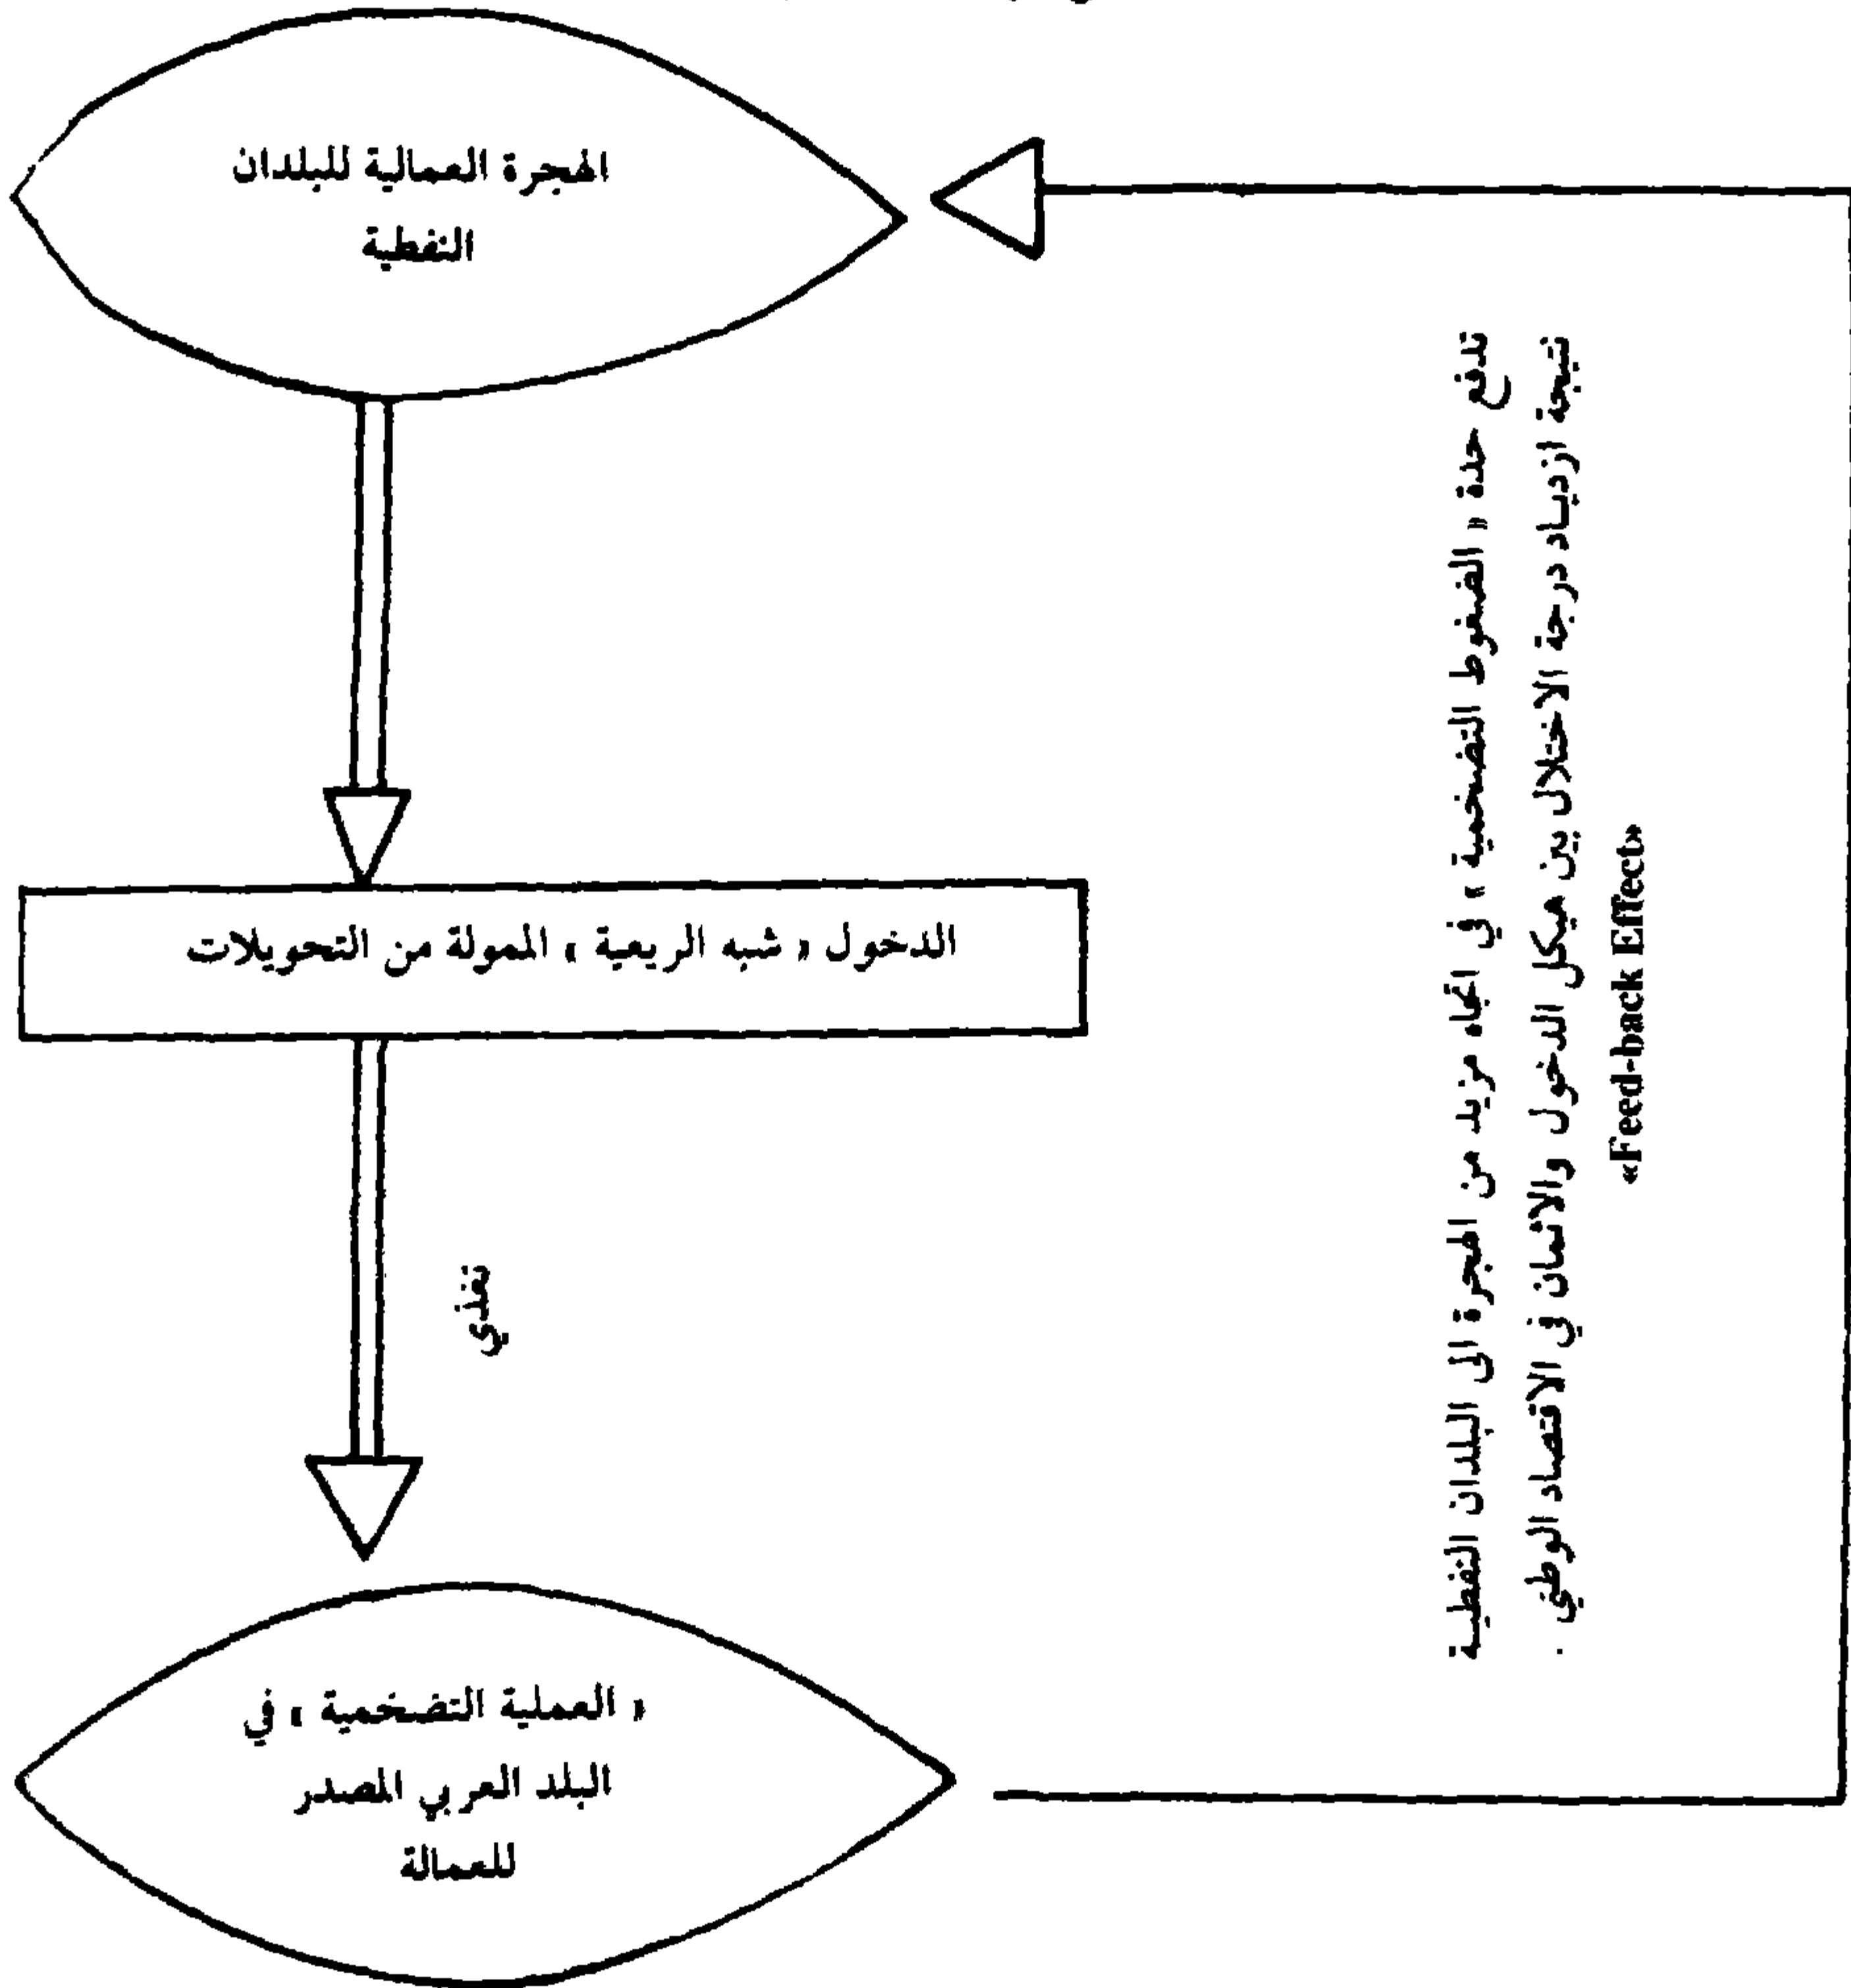 الهجرة العمالية للبلدان
النفطية
الدخول « شبه الريعية » الممولة من التحويلات
تغذي
« العملية التضخمية » في
البلد العربي المصدر
للعمالة
تدفع حدة « الضغوط التضخمية » في اتجاه مزيد من الهجرة الى البلدان النفطية
نتيجة ازدياد درجة الاختلال بين هيكل الدخول والاثمان في الاقتصاد الوطني .
«Feed-back Effect»